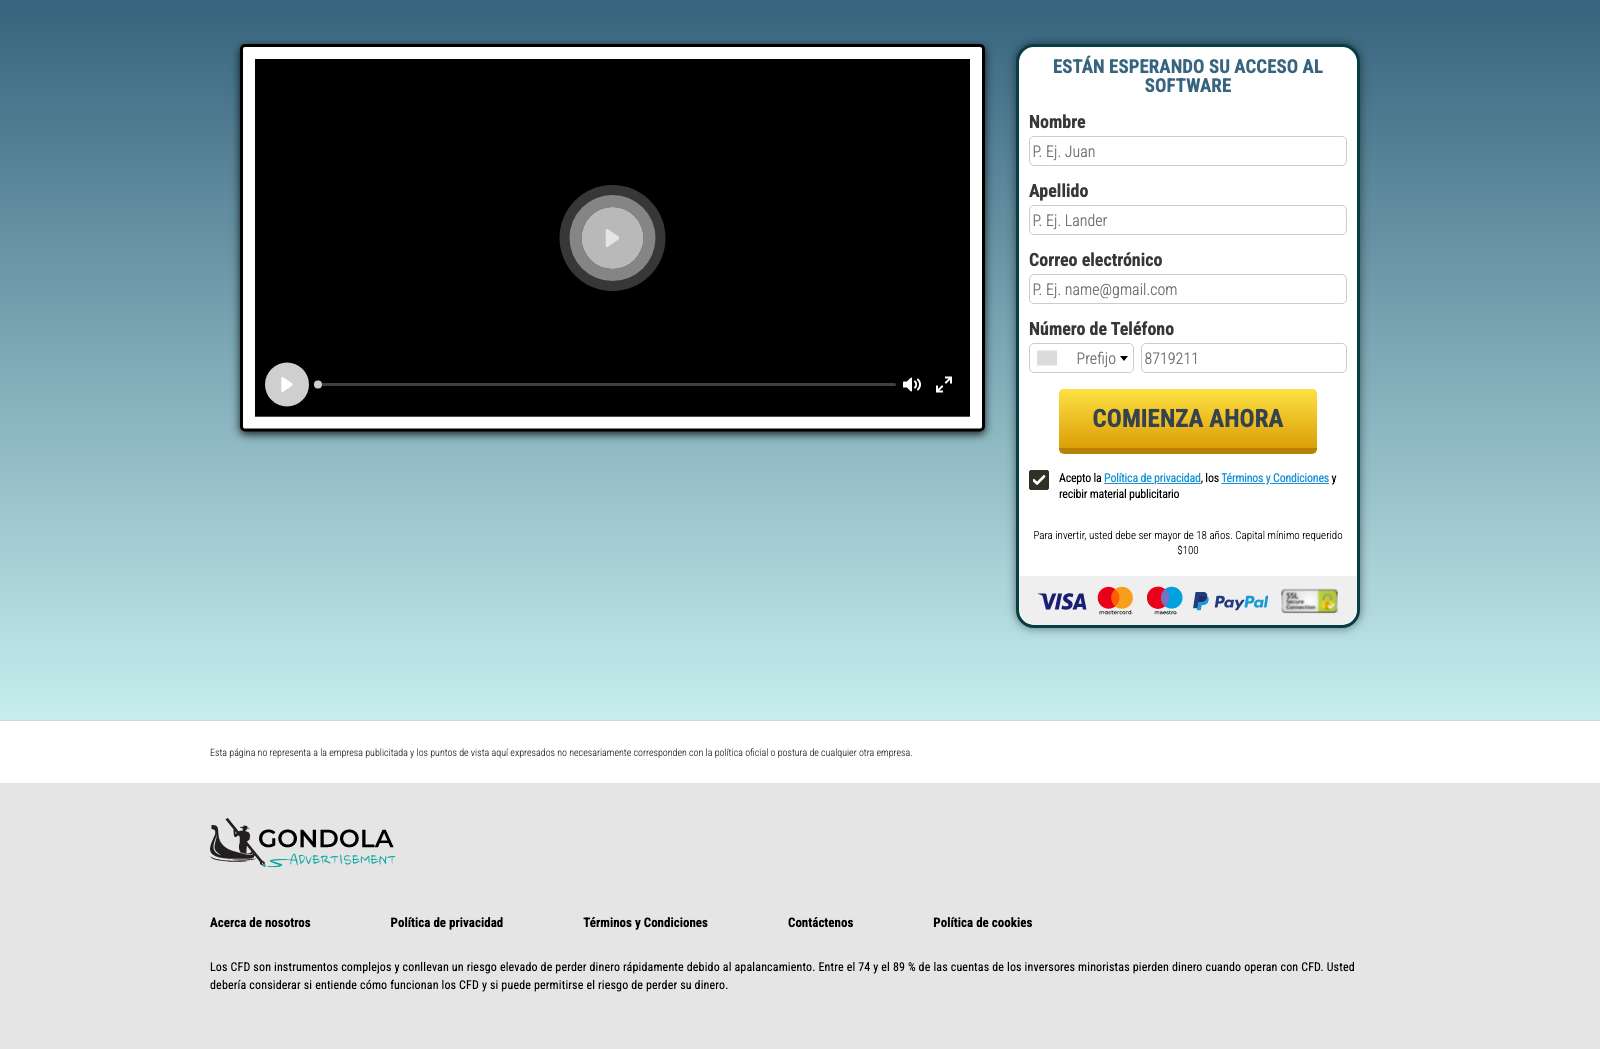 ESTÁN ESPERANDO SU ACCESO AL
SOFTWARE
Nombre
P. Ej. Juan
Apellido
P. Ej. Lander
Correo electrónico
P. Ej. name@gmail.com
Número de Teléfono
Prefijo 8719211
COMIENZA AHORA
Acepto la Política de privacidad, los Términos y Condiciones y
recibir material publicitario
Para invertir, usted debe ser mayor de 18 años. Capital mínimo requerido
$100
VISA mastercard maestro PayPal SSL Secure Connection
Esta página no representa a la empresa publicitada y los puntos de vista aquí expresados no necesariamente corresponden con la política oficial o postura de cualquier otra empresa.
GONDOLA
ADVERTISEMENT
Acerca de nosotros Política de privacidad Términos y Condiciones Contáctenos Política de cookies
Los CFD son instrumentos complejos y conllevan un riesgo elevado de perder dinero rápidamente debido al apalancamiento. Entre el 74 y el 89 % de las cuentas de los inversores minoristas pierden dinero cuando operan con CFD. Usted
debería considerar si entiende cómo funcionan los CFD y si puede permitirse el riesgo de perder su dinero.